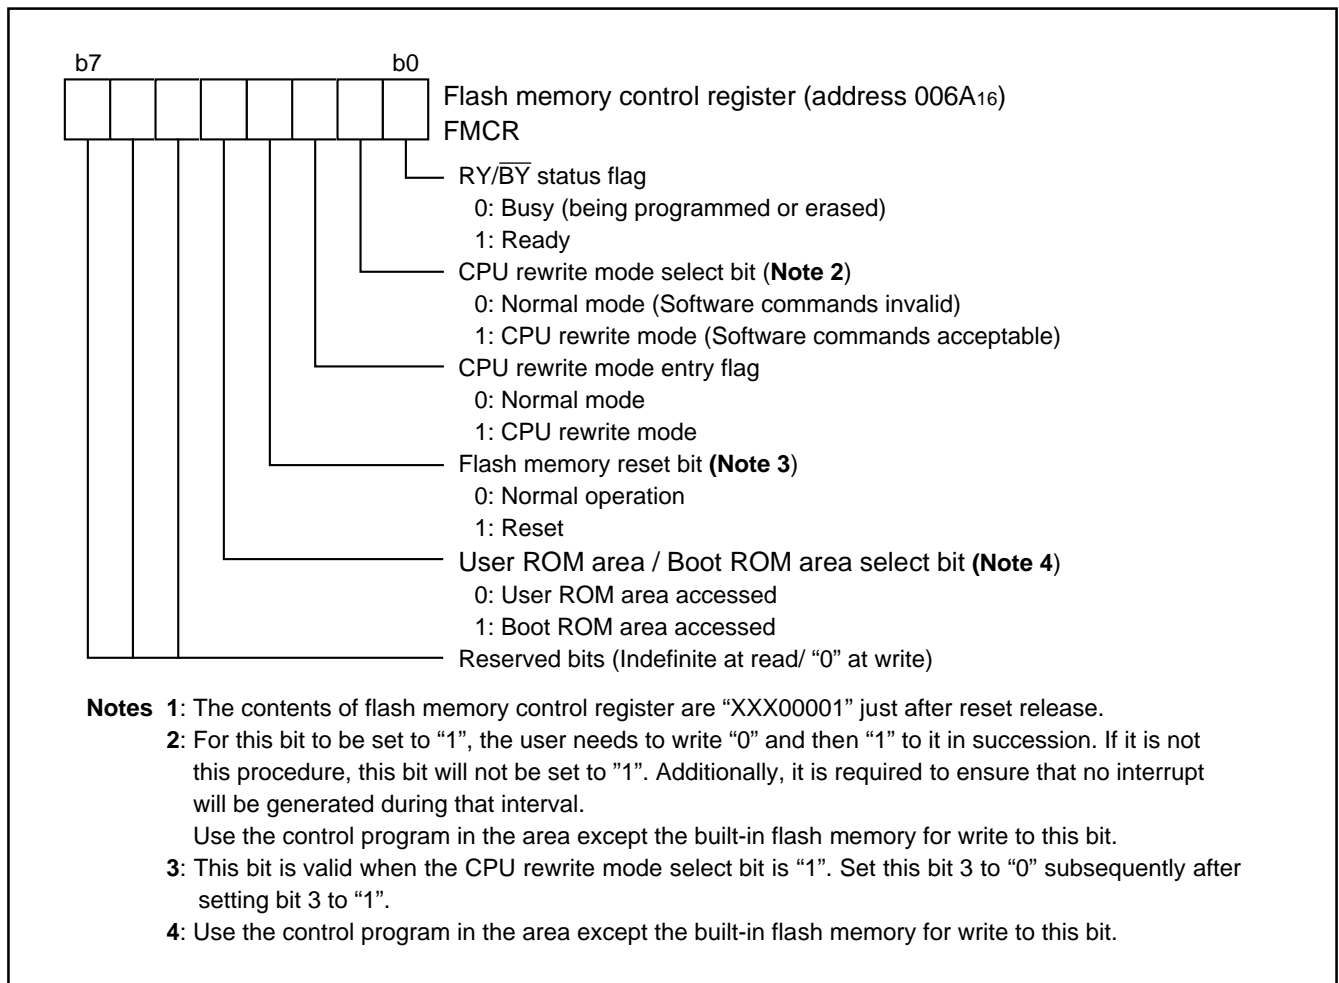 b7 b0
Flash memory control register (address 006A16)
FMCR
RY/BY status flag
0: Busy (being programmed or erased)
1: Ready
CPU rewrite mode select bit (Note 2)
0: Normal mode (Software commands invalid)
1: CPU rewrite mode (Software commands acceptable)
CPU rewrite mode entry flag
0: Normal mode
1: CPU rewrite mode
Flash memory reset bit (Note 3)
0: Normal operation
1: Reset
User ROM area / Boot ROM area select bit (Note 4)
0: User ROM area accessed
1: Boot ROM area accessed
Reserved bits (Indefinite at read/ “0” at write)
Notes 1: The contents of flash memory control register are “XXX00001” just after reset release.
2: For this bit to be set to “1”, the user needs to write “0” and then “1” to it in succession. If it is not
this procedure, this bit will not be set to ”1”. Additionally, it is required to ensure that no interrupt
will be generated during that interval.
Use the control program in the area except the built-in flash memory for write to this bit.
3: This bit is valid when the CPU rewrite mode select bit is “1”. Set this bit 3 to “0” subsequently after
setting bit 3 to “1”.
4: Use the control program in the area except the built-in flash memory for write to this bit.